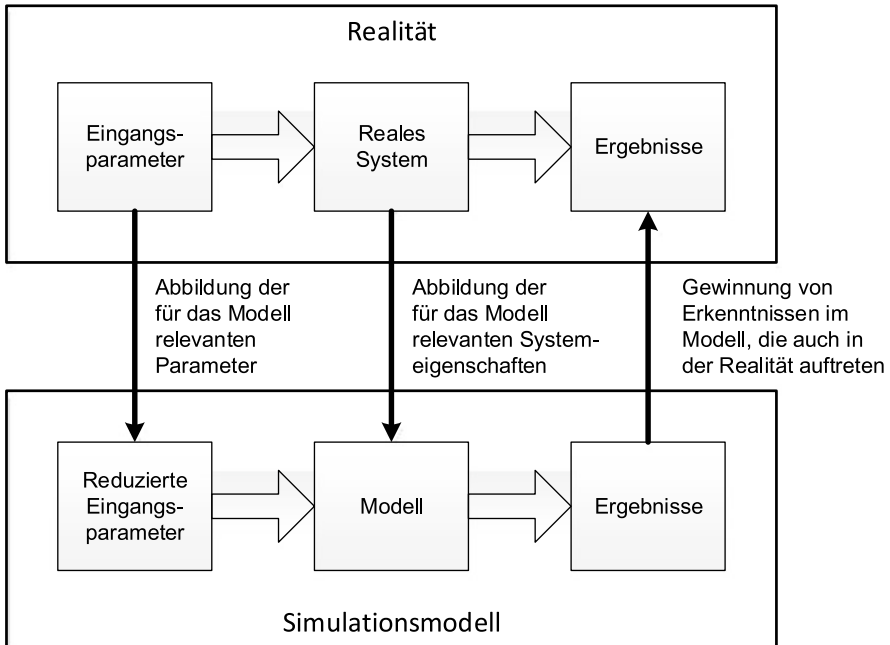 Realität
Eingangs-
parameter
Reales
System
Ergebnisse
Abbildung der
für das Modell
relevanten
Parameter
Abbildung der
für das Modell
relevanten System-
eigenschaften
Gewinnung von
Erkenntnissen im
Modell, die auch in
der Realität auftreten
Reduzierte
Eingangs-
parameter
Modell
Ergebnisse
Simulationsmodell